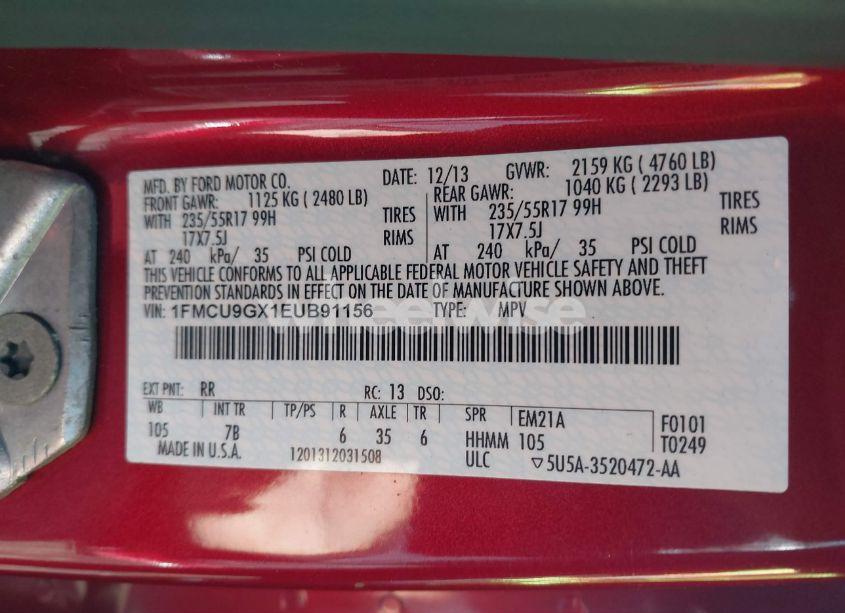 MFD. BY FORD MOTOR CO. DATE: 12/13 GVWR: 2159 KG ( 4760 LB)
FRONT GAWR: 1125 KG ( 2480 LB) REAR GAWR: 1040 KG ( 2293 LB)
WITH 235/55R17 99H TIRES WITH 235/55R17 99H TIRES
17X7.5J RIMS 17X7.5J RIMS
AT 240 kPa/ 35 PSI COLD AT 240 kPa/ 35 PSI COLD
THIS VEHICLE CONFORMS TO ALL APPLICABLE FEDERAL MOTOR VEHICLE SAFETY AND THEFT
PREVENTION STANDARDS IN EFFECT ON THE DATE OF MANUFACTURE SHOWN ABOVE.
VIN: 1FMCU9GX1EUB91156 TYPE: MPV
wheelwise
EXT PNT: RR RC: 13 DSO:
WB INT TR TP/PS R AXLE TR SPR EM21A F0101
105 7B 6 35 6 HHMM 105 T0249
MADE IN U.S.A. 1201312031508 ULC ▽5U5A-3520472-AA